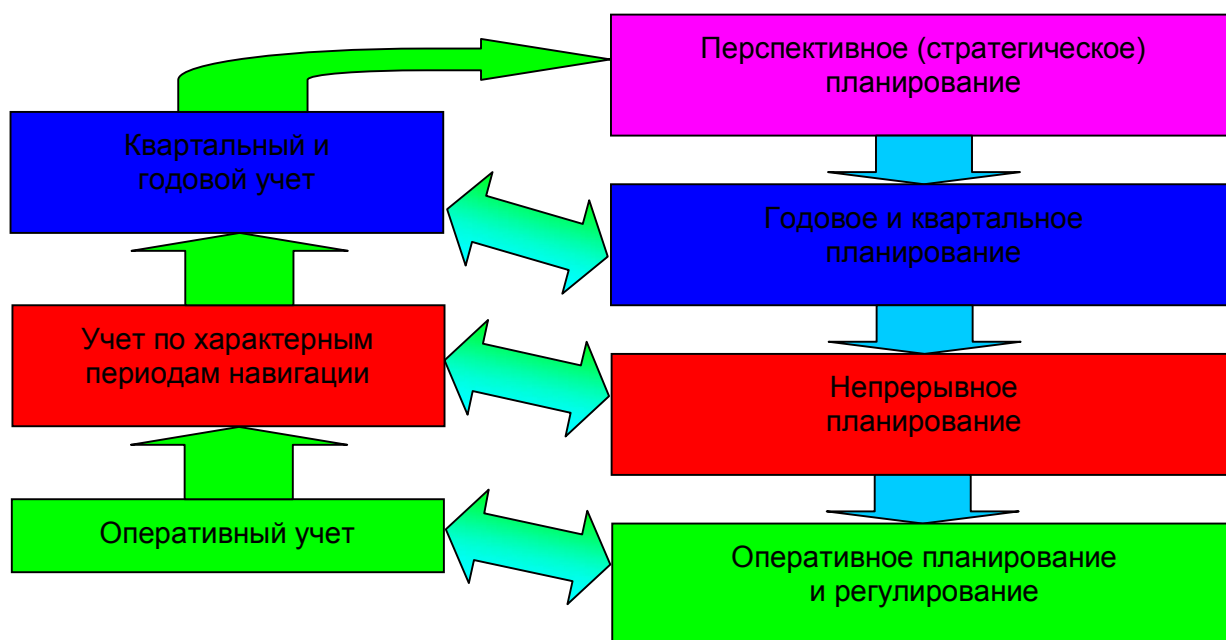 Перспективное (стратегическое)
планирование
Квартальный и
годовой учет
Годовое и квартальное
планирование
Учет по характерным
периодам навигации
Непрерывное
планирование
Оперативный учет
Оперативное планирование
и регулирование